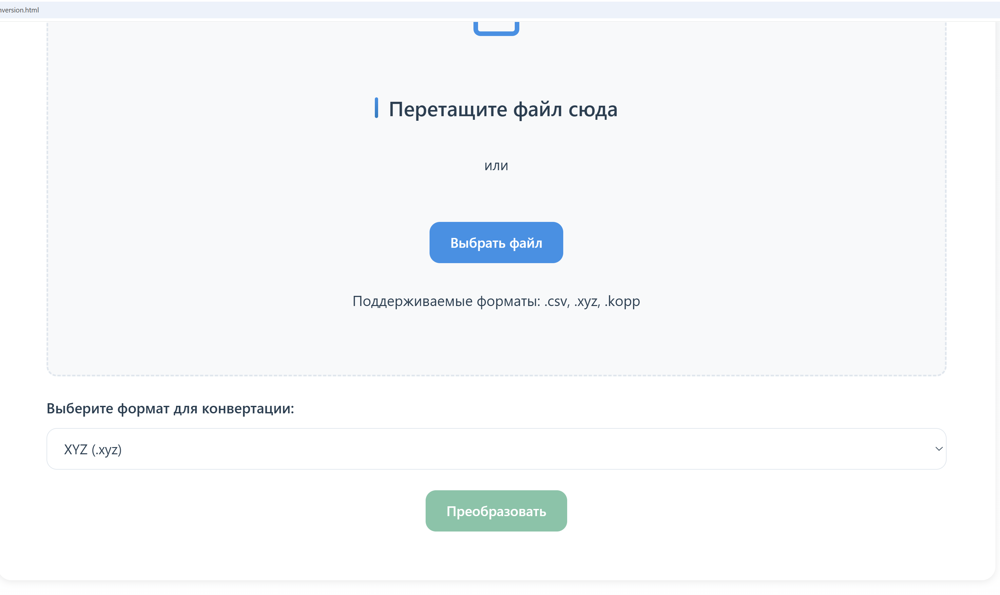 nversion.html
Перетащите файл сюда
или
Выбрать файл
Поддерживаемые форматы: .csv, .xyz, .kopp
Выберите формат для конвертации:
XYZ (.xyz)
Преобразовать